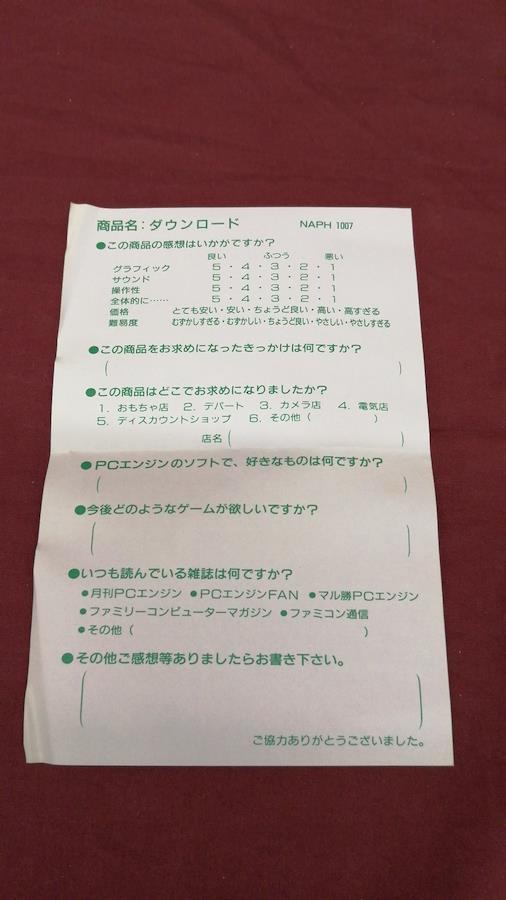 商品名：ダウンロード NAPH 1007
●この商品の感想はいかかですか？
良い ふつう 悪い
グラフィック 5・4・3・2・1
サウンド 5・4・3・2・1
操作性 5・4・3・2・1
全体的に…… 5・4・3・2・1
価格 とても安い・安い・ちょうど良い・高い・高すぎる
難易度 むずかしすぎる・むずかしい・ちょうど良い・やさしい・やさしすぎる
●この商品をお求めになったきっかけは何ですか？
( )
●この商品はどこでお求めになりましたか？
1. おもちゃ店 2. デパート 3. カメラ店 4. 電気店
5. ディスカウントショップ 6. その他 ( )
店名 ( )
●PCエンジンのソフトで、好きなものは何ですか？
( )
●今後どのようなゲームが欲しいですか？
( )
●いつも読んでいる雑誌は何ですか？
●月刊PCエンジン ●PCエンジンFAN ●マル勝PCエンジン
●ファミリーコンピューターマガジン ●ファミコン通信
●その他 ( )
●その他ご感想等ありましたらお書き下さい。
( )
ご協力ありがとうございました。